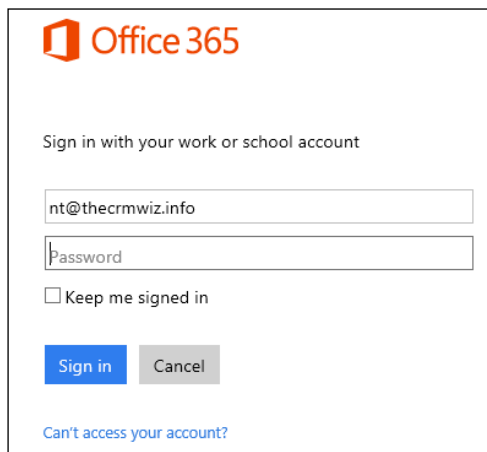 Office 365
Sign in with your work or school account
nt@thecrmwiz.info
Password
Keep me signed in
Sign in Cancel
Can't access your account?